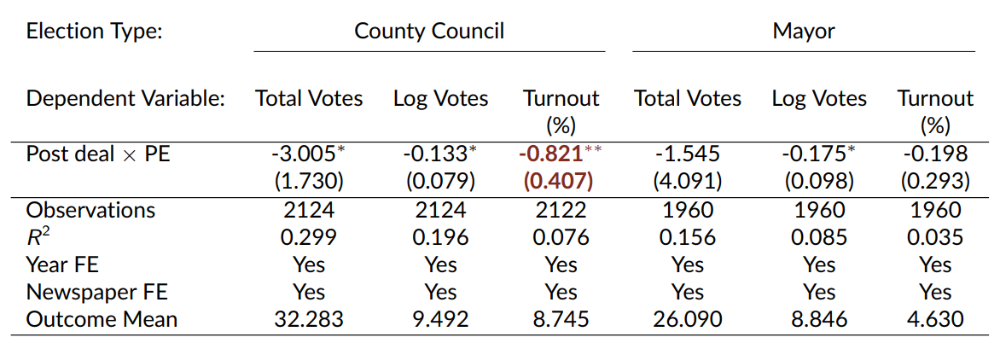 Election Type: County Council Mayor
Dependent Variable: Total Votes Log Votes Turnout Total Votes Log Votes Turnout
(%) (%)
Post deal × PE -3.005* -0.133* -0.821** -1.545 -0.175* -0.198
(1.730) (0.079) (0.407) (4.091) (0.098) (0.293)
Observations 2124 2124 2122 1960 1960 1960
R² 0.299 0.196 0.076 0.156 0.085 0.035
Year FE Yes Yes Yes Yes Yes Yes
Newspaper FE Yes Yes Yes Yes Yes Yes
Outcome Mean 32.283 9.492 8.745 26.090 8.846 4.630